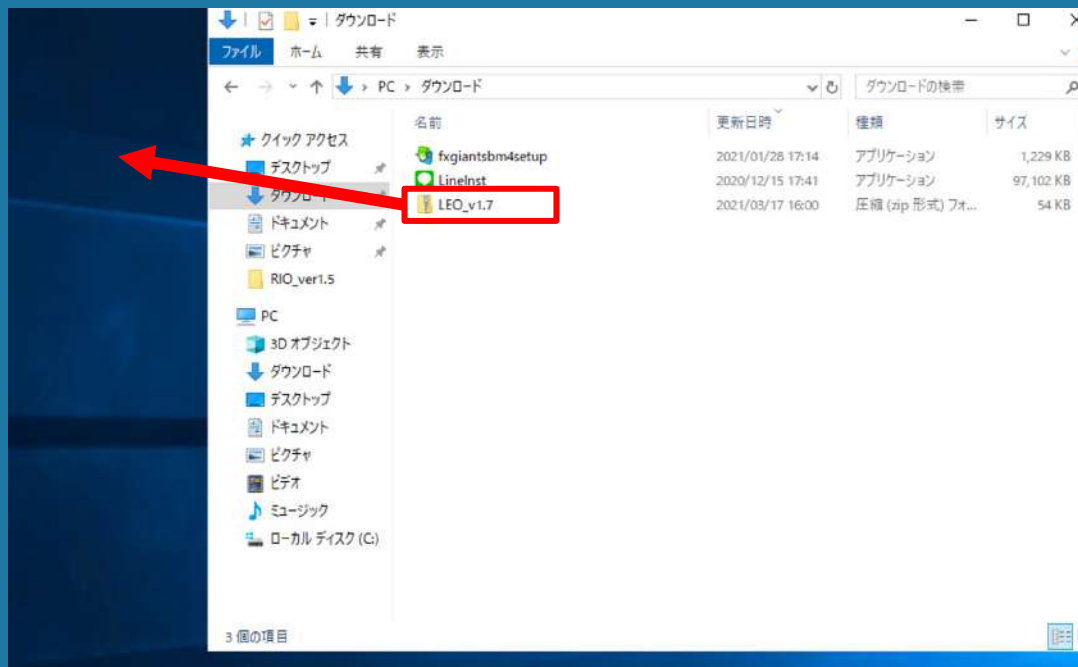 ダウンロード
ファイル ホーム 共有 表示
PC › ダウンロード ダウンロードの検索
名前 更新日時 種類 サイズ
クイック アクセス
デスクトップ
ダウンロード
ドキュメント
ピクチャ
RIO_ver1.5
PC
3D オブジェクト
ダウンロード
デスクトップ
ドキュメント
ピクチャ
ビデオ
ミュージック
ローカル ディスク (C:)
fxgiantsbm4setup 2021/01/28 17:14 アプリケーション 1,229 KB
LineInst 2020/12/15 17:41 アプリケーション 97,102 KB
LEO_v1.7 2021/03/17 16:00 圧縮 (zip 形式) フォ... 54 KB
3 個の項目